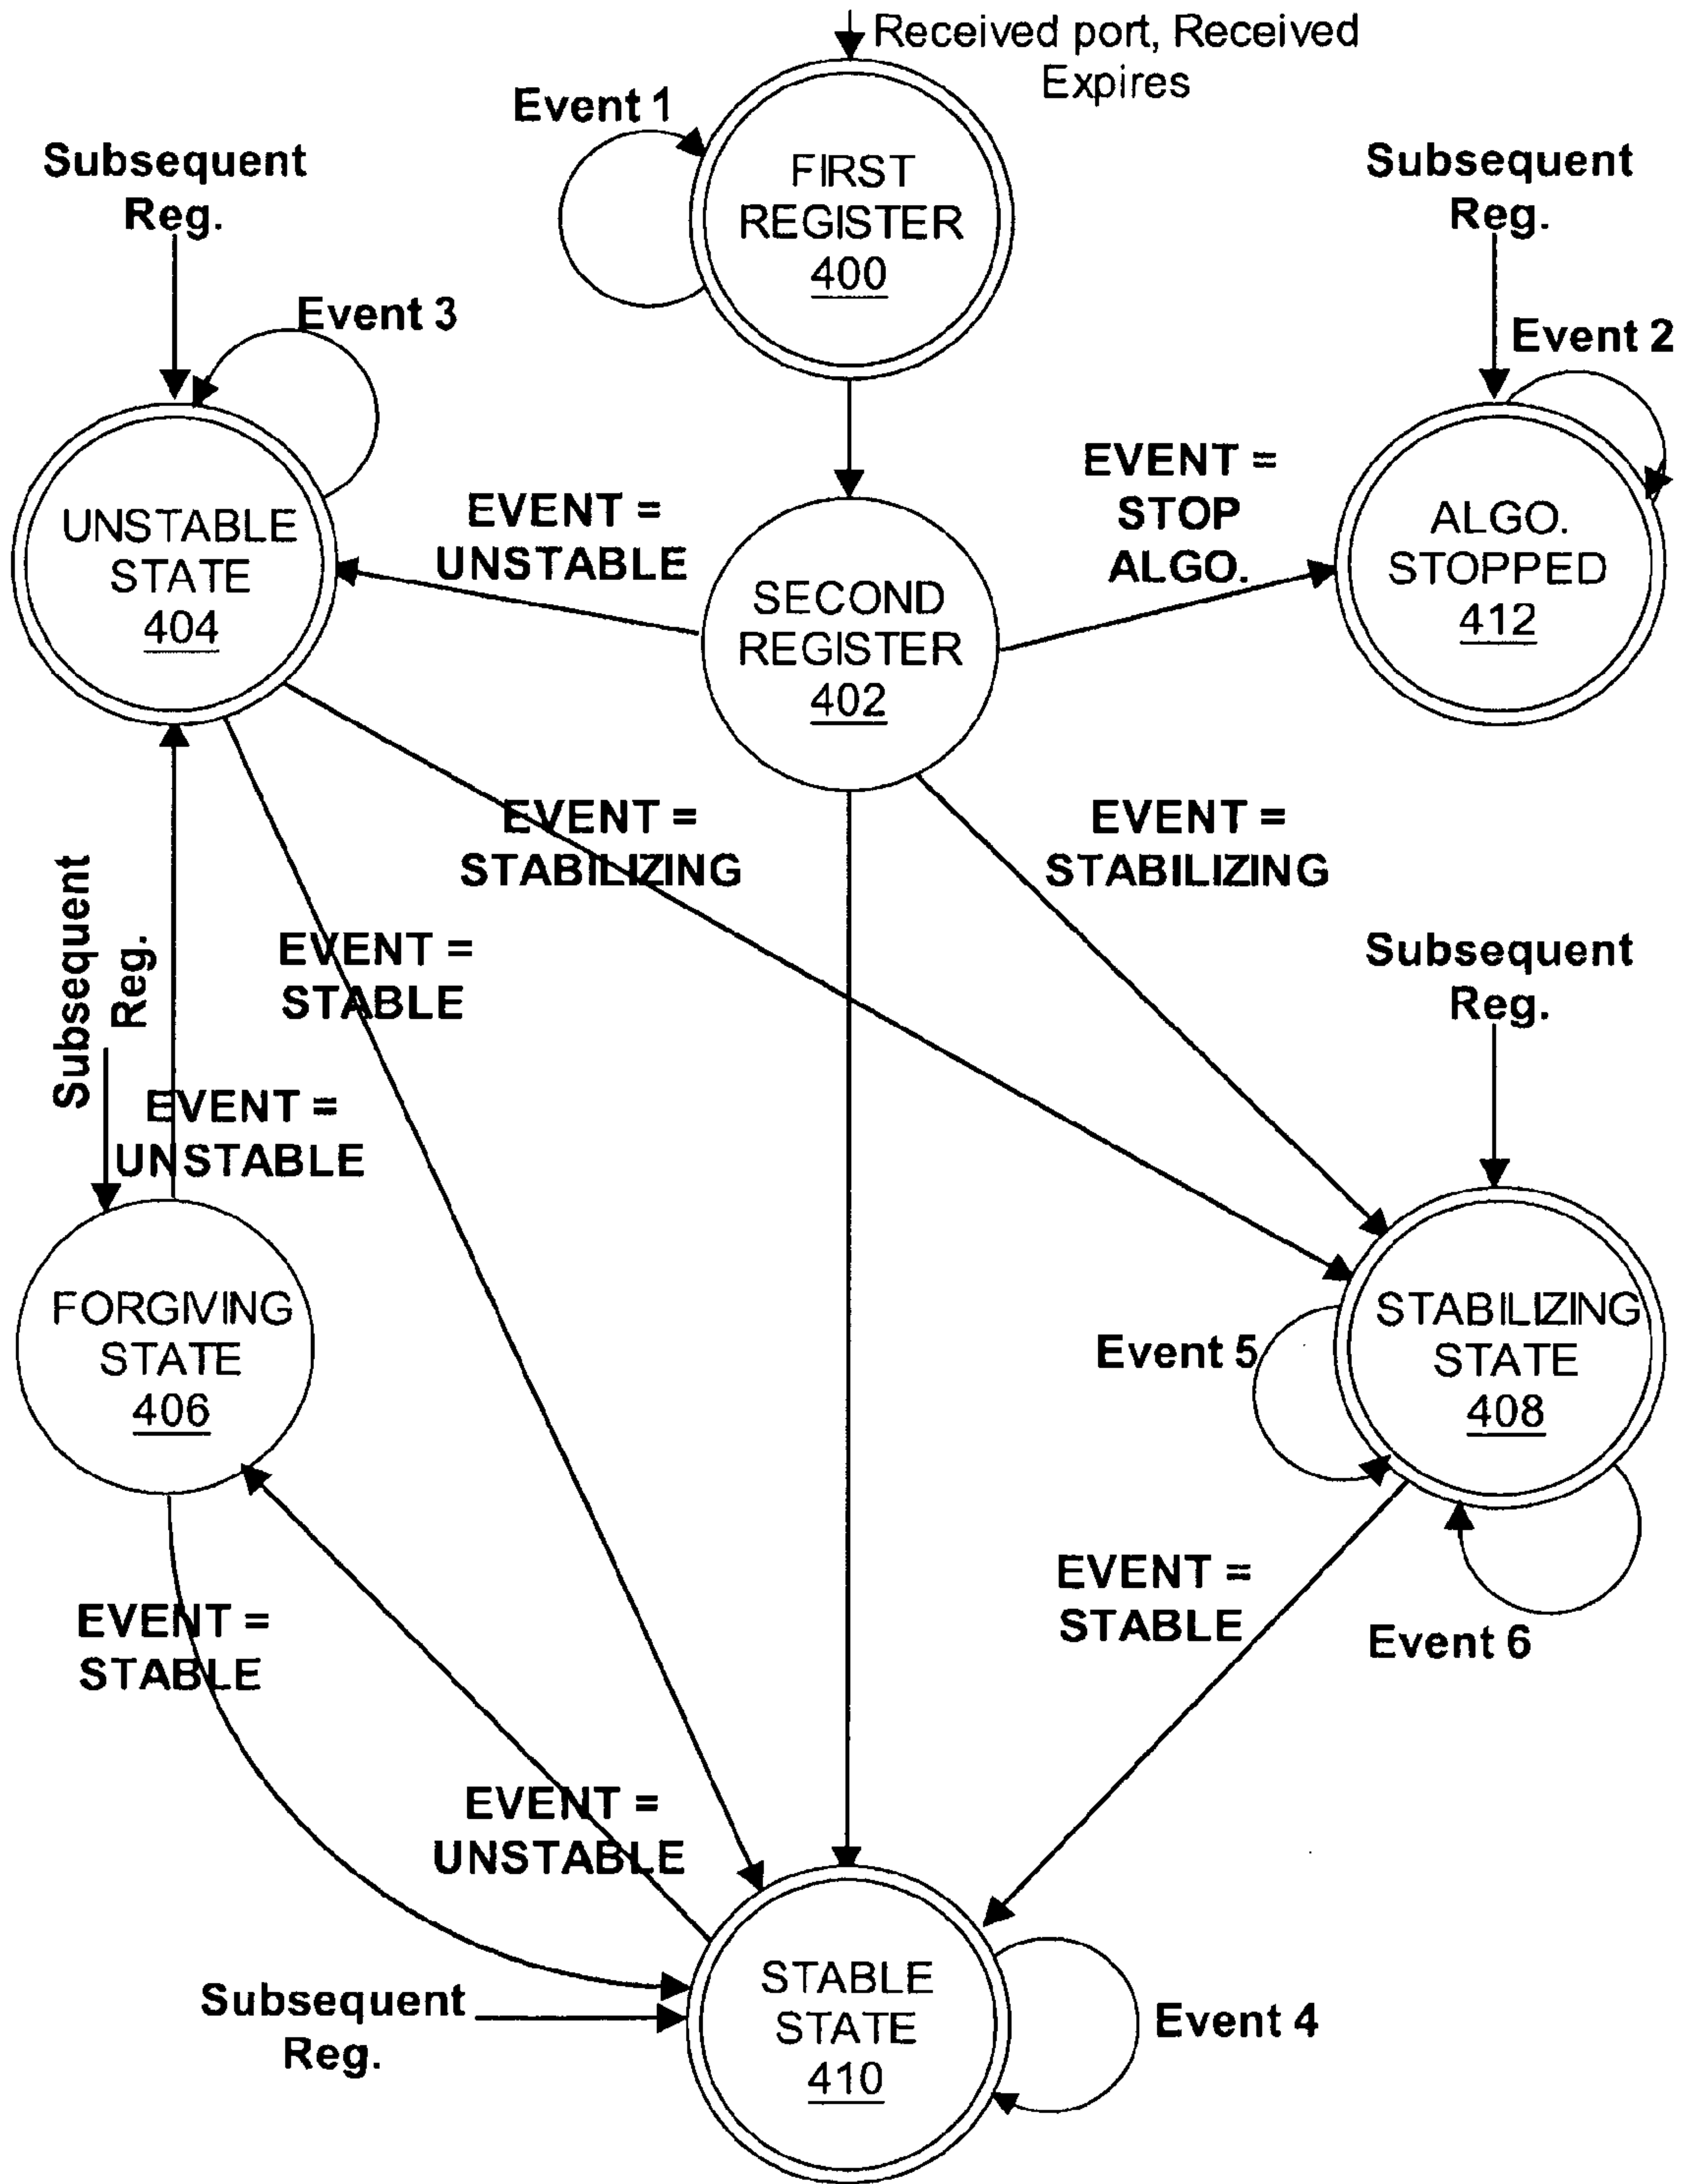 Received port, Received
Expires
Event 1
FIRST
REGISTER
400
Subsequent
Reg.
Subsequent
Reg.
Event 3
Event 2
UNSTABLE
STATE
404
EVENT =
UNSTABLE
EVENT =
STOP
ALGO.
ALGO.
STOPPED
412
SECOND
REGISTER
402
EVENT =
STABILIZING
EVENT =
STABILIZING
Subsequent
Reg.
EVENT =
STABLE
Subsequent
Reg.
EVENT =
UNSTABLE
FORGIVING
STATE
406
Event 5
STABILIZING
STATE
408
EVENT =
STABLE
EVENT =
STABLE
Event 6
EVENT =
UNSTABLE
Subsequent
Reg.
STABLE
STATE
410
Event 4